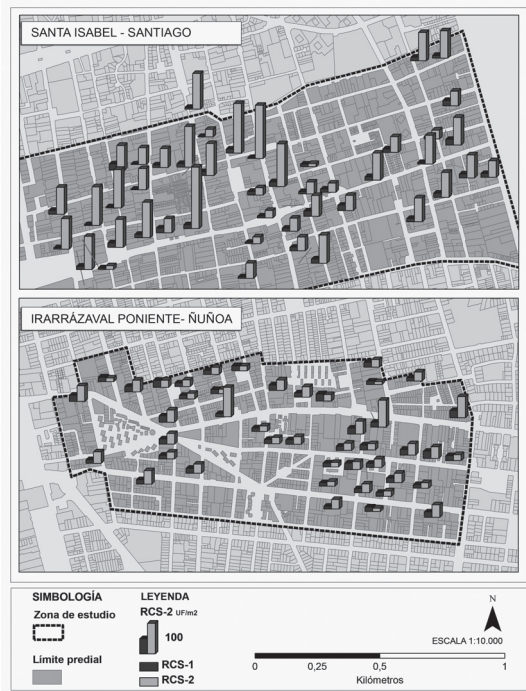 SANTA ISABEL - SANTIAGO
IRARRÁZAVAL PONIENTE- ÑUÑOA
SIMBOLOGÍA
Zona de estudio
Límite predial
LEYENDA
RCS-2 UF/m2
100
RCS-1
RCS-2
N
ESCALA 1:10.000
0 0,25 0,5 1
Kilómetros